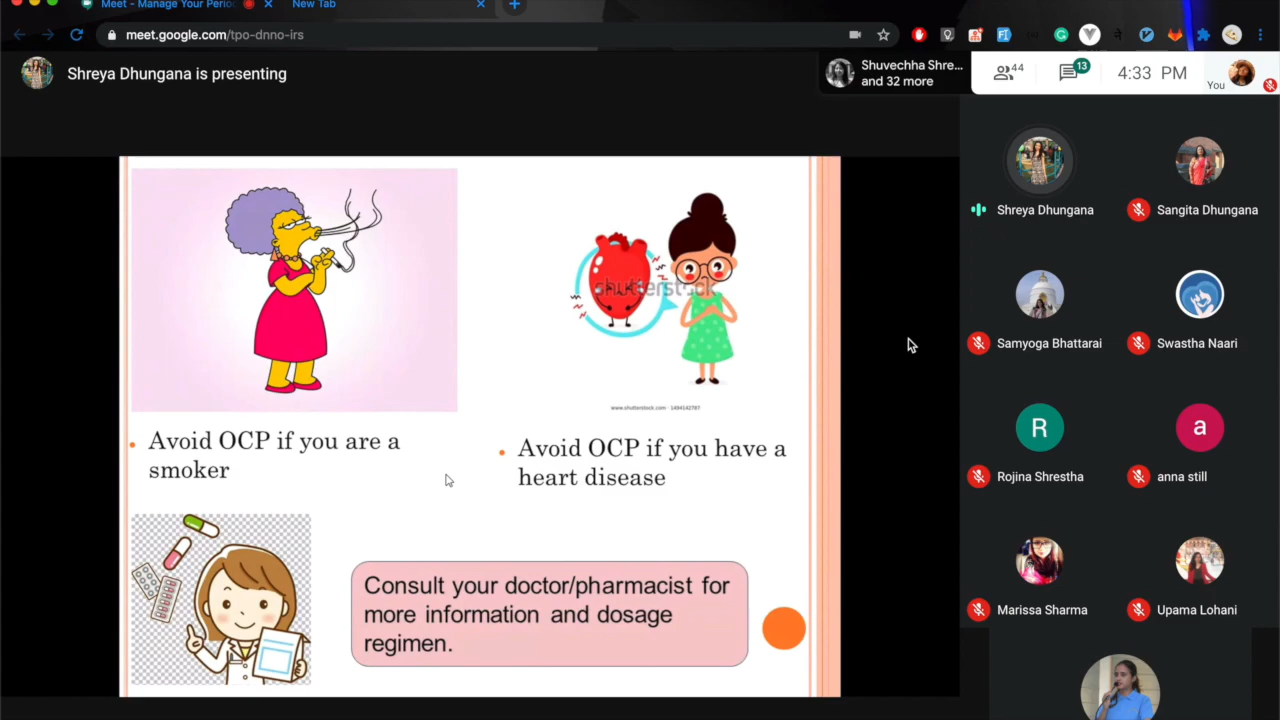 Meet - Manage Your Perio
New Tab
meet.google.com/tpo-dnno-irs
Shreya Dhungana is presenting
Shuvechha Shre...
and 32 more
44
13
4:33 PM
You
Shreya Dhungana
Sangita Dhungana
Samyoga Bhattarai
Swastha Naari
R
a
Rojina Shrestha
anna still
Marissa Sharma
Upama Lohani
shutterstock
www.shutterstock.com · 1494142787
• Avoid OCP if you are a
smoker
• Avoid OCP if you have a
heart disease
Consult your doctor/pharmacist for
more information and dosage
regimen.